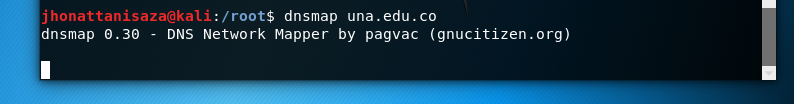 jhonattanisaza@kali:/root$ dnsmap una.edu.co
dnsmap 0.30 - DNS Network Mapper by pagvac (gnucitizen.org)